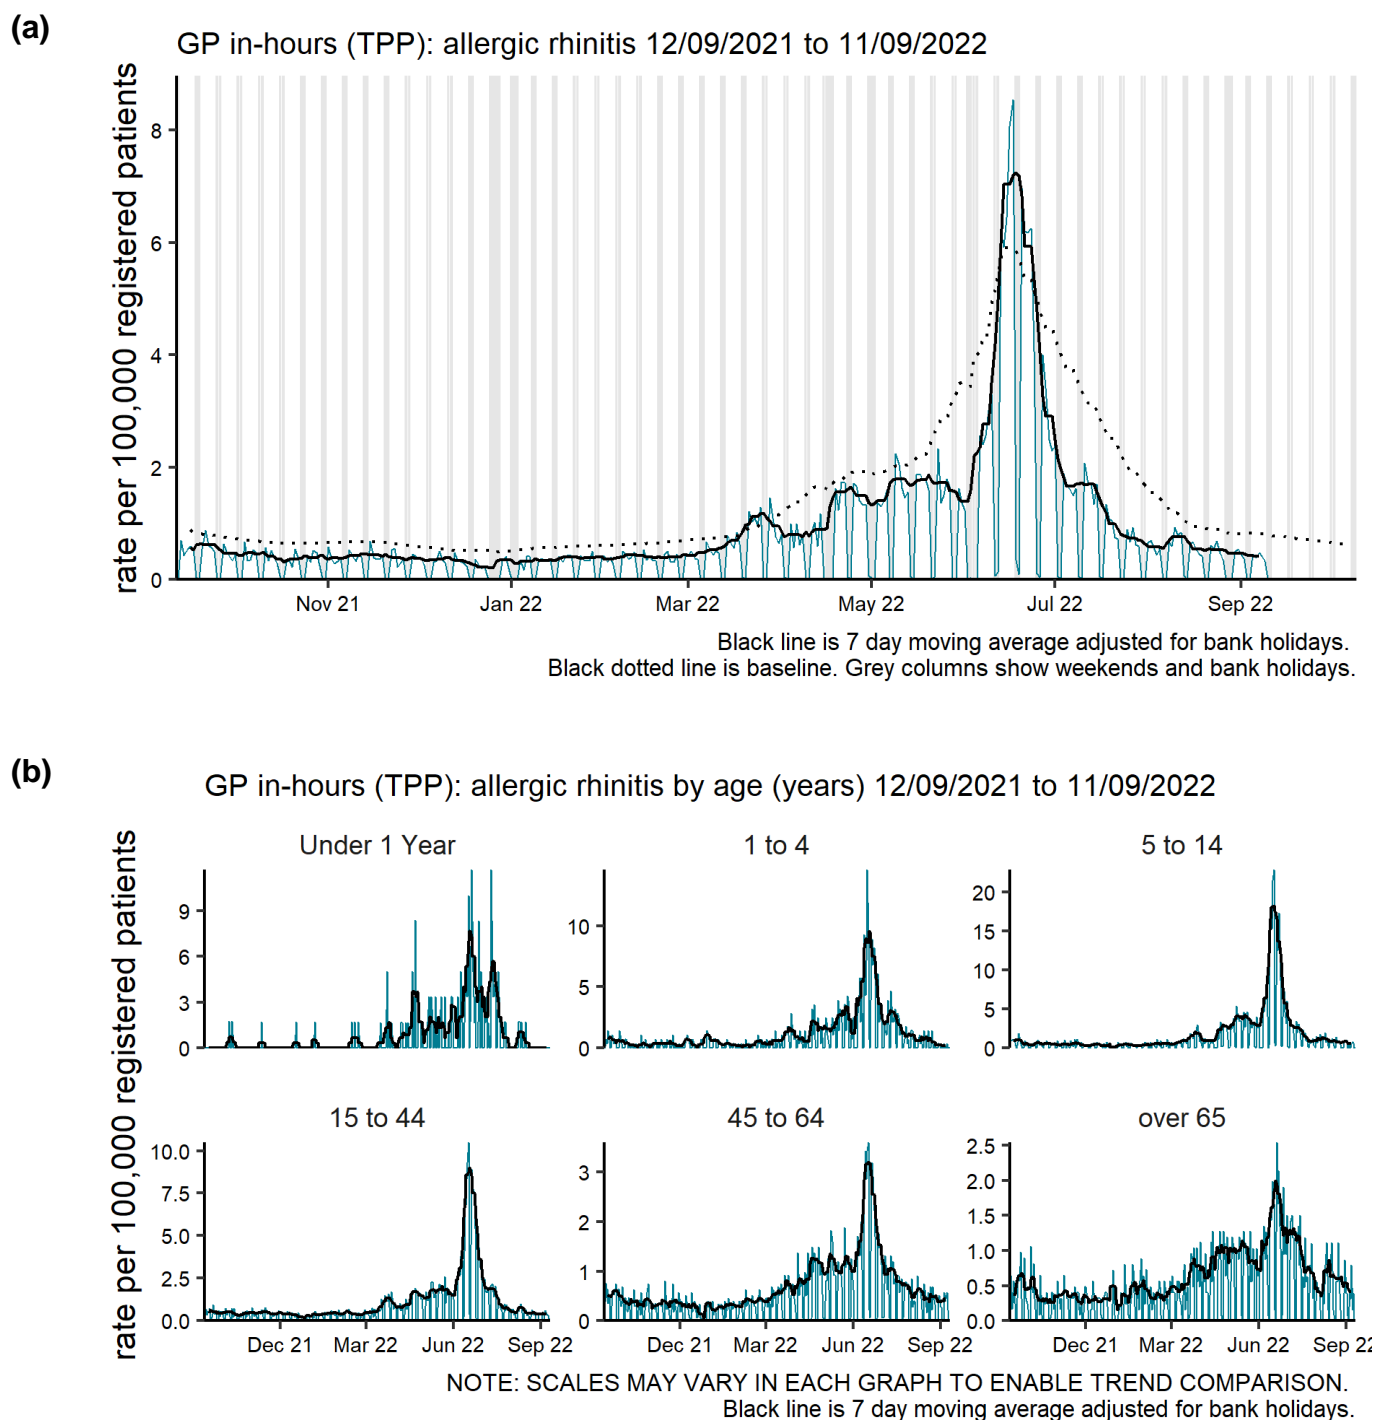 (a)
GP in-hours (TPP): allergic rhinitis 12/09/2021 to 11/09/2022
rate per 100,000 registered patients
8
6
4
2
0
Nov 21 Jan 22 Mar 22 May 22 Jul 22 Sep 22
Black line is 7 day moving average adjusted for bank holidays.
Black dotted line is baseline. Grey columns show weekends and bank holidays.
(b)
GP in-hours (TPP): allergic rhinitis by age (years) 12/09/2021 to 11/09/2022
rate per 100,000 registered patients
Under 1 Year
9
6
3
0
1 to 4
10
5
0
5 to 14
20
15
10
5
0
15 to 44
10.0
7.5
5.0
2.5
0.0
Dec 21 Mar 22 Jun 22 Sep 22
45 to 64
3
2
1
0
Dec 21 Mar 22 Jun 22 Sep 22
over 65
2.5
2.0
1.5
1.0
0.5
0.0
Dec 21 Mar 22 Jun 22 Sep 22
NOTE: SCALES MAY VARY IN EACH GRAPH TO ENABLE TREND COMPARISON.
Black line is 7 day moving average adjusted for bank holidays.